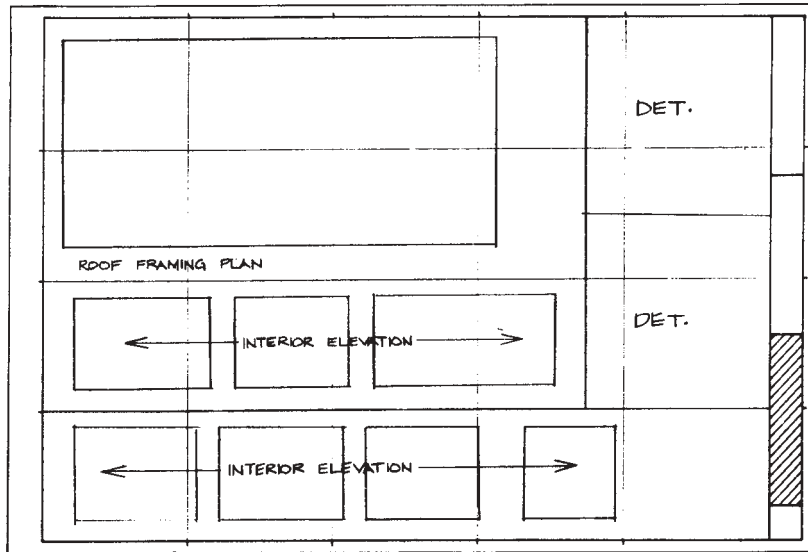 DET.
ROOF FRAMING PLAN
DET.
INTERIOR ELEVATION
INTERIOR ELEVATION